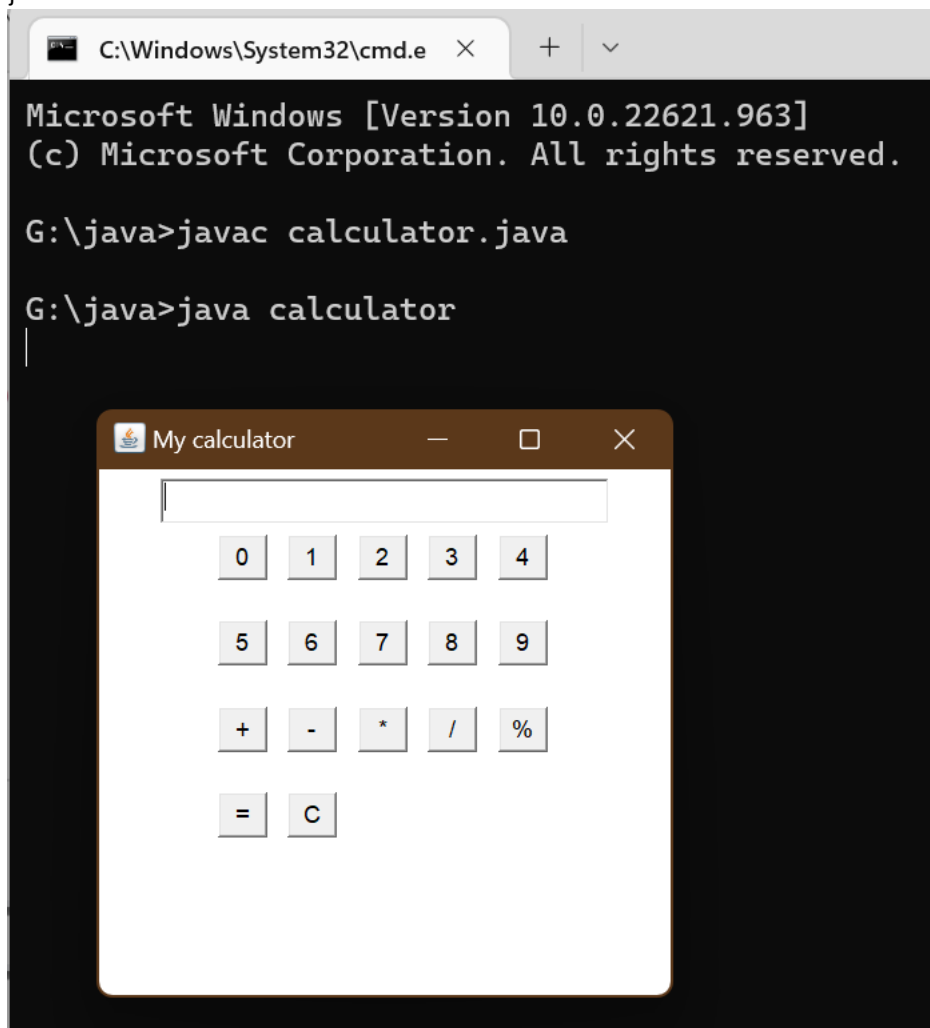 C:\Windows\System32\cmd.e
Microsoft Windows [Version 10.0.22621.963]
(c) Microsoft Corporation. All rights reserved.
G:\java>javac calculator.java
G:\java>java calculator
My calculator
0 1 2 3 4
5 6 7 8 9
+ - * / %
= C